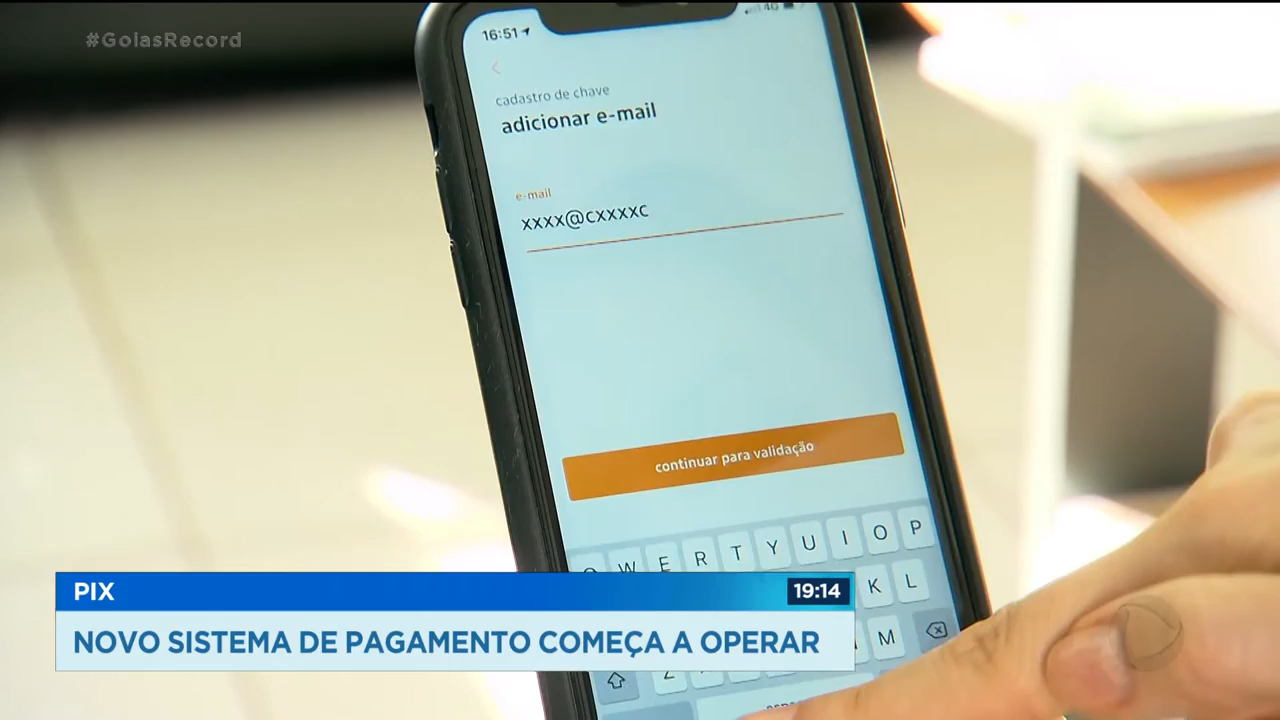 #GoiasRecord
16:51
4G
cadastro de chave
adicionar e-mail
e-mail
xxxx@cxxxxc
continuar para validação
Q W E R T Y U I O P
K L
Z M
PIX
19:14
NOVO SISTEMA DE PAGAMENTO COMEÇA A OPERAR